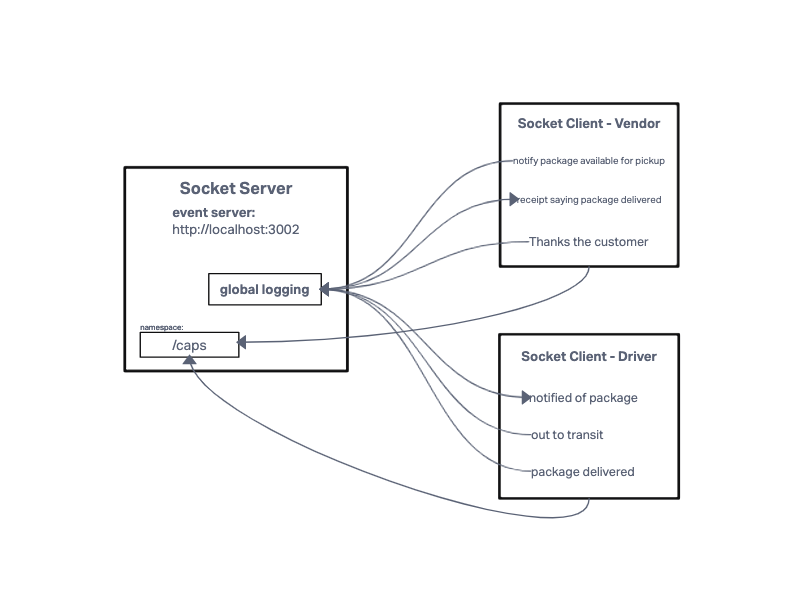 Socket Server
event server:
http://localhost:3002
global logging
namespace:
/caps
Socket Client - Vendor
notify package available for pickup
receipt saying package delivered
Thanks the customer
Socket Client - Driver
notified of package
out to transit
package delivered